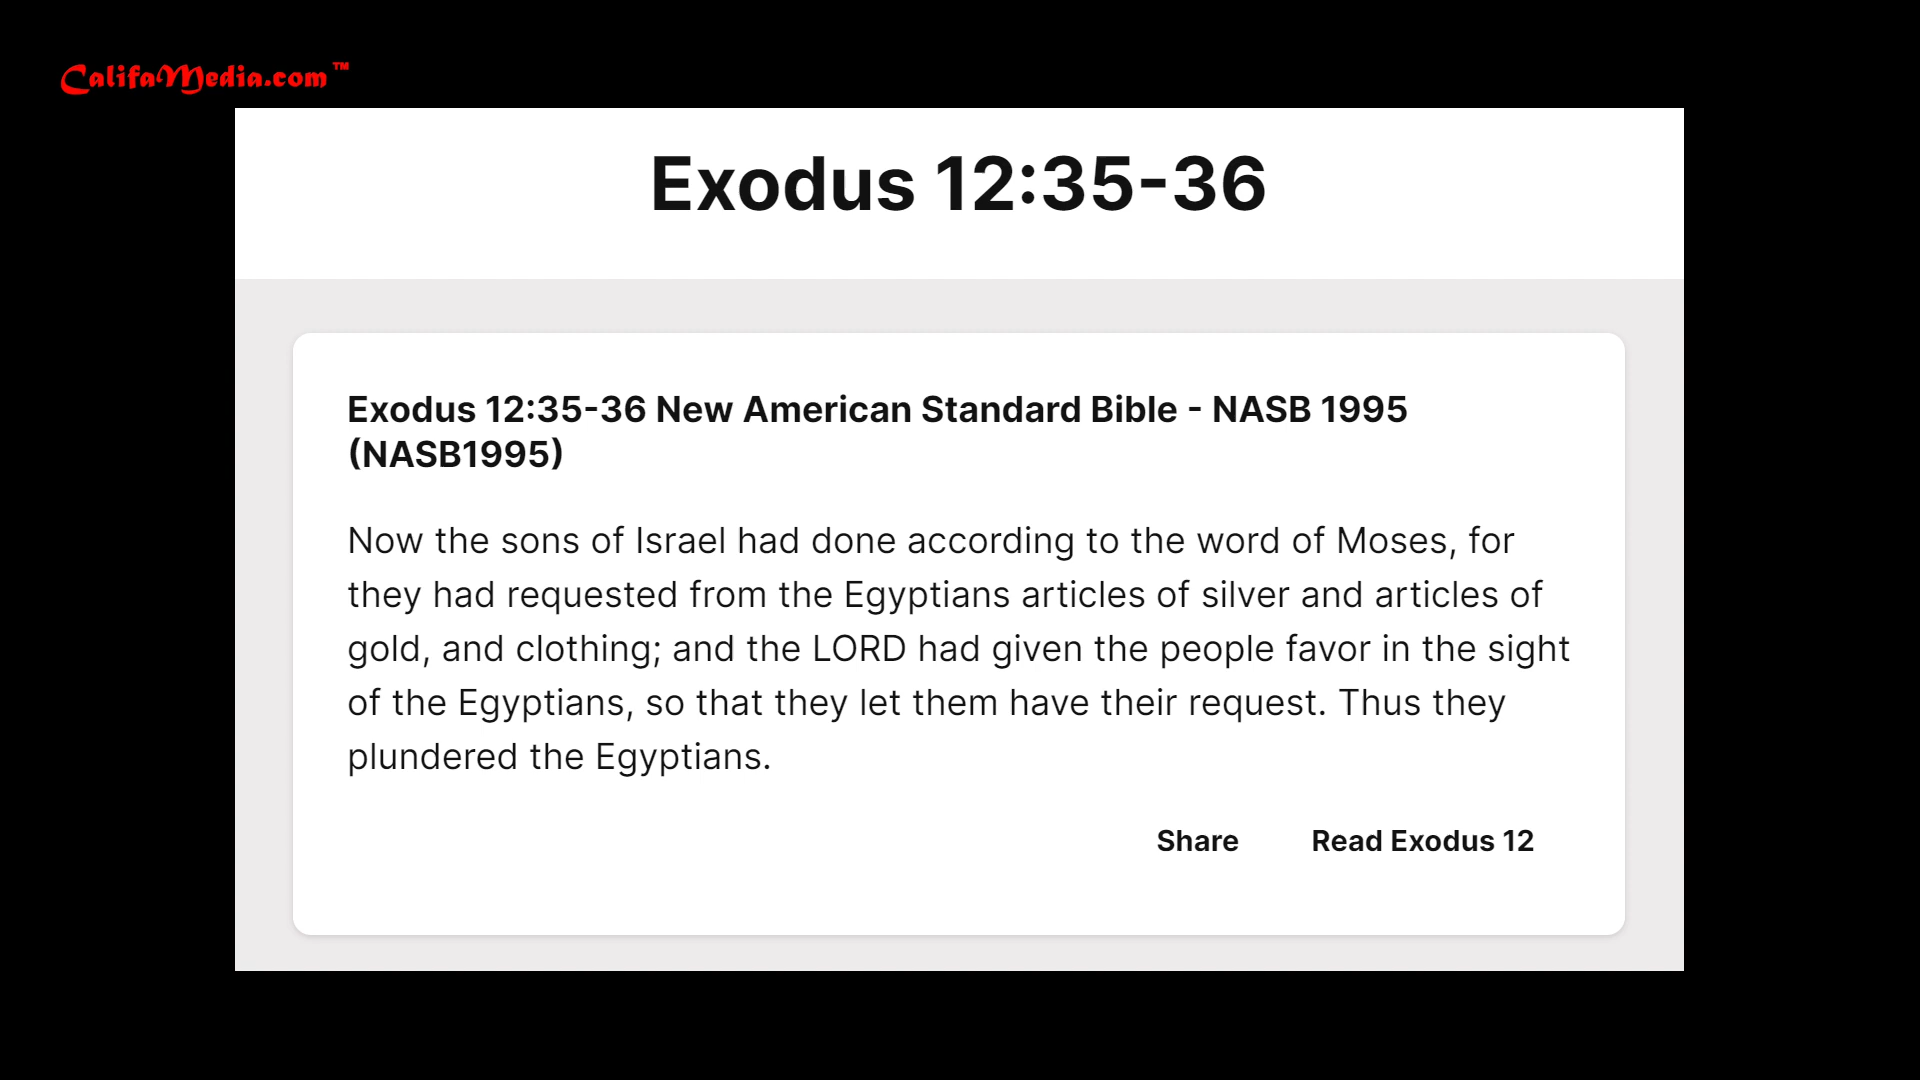 CalifaMedia.com™
Exodus 12:35-36
Exodus 12:35-36 New American Standard Bible - NASB 1995
(NASB1995)
Now the sons of Israel had done according to the word of Moses, for
they had requested from the Egyptians articles of silver and articles of
gold, and clothing; and the LORD had given the people favor in the sight
of the Egyptians, so that they let them have their request. Thus they
plundered the Egyptians.
Share Read Exodus 12